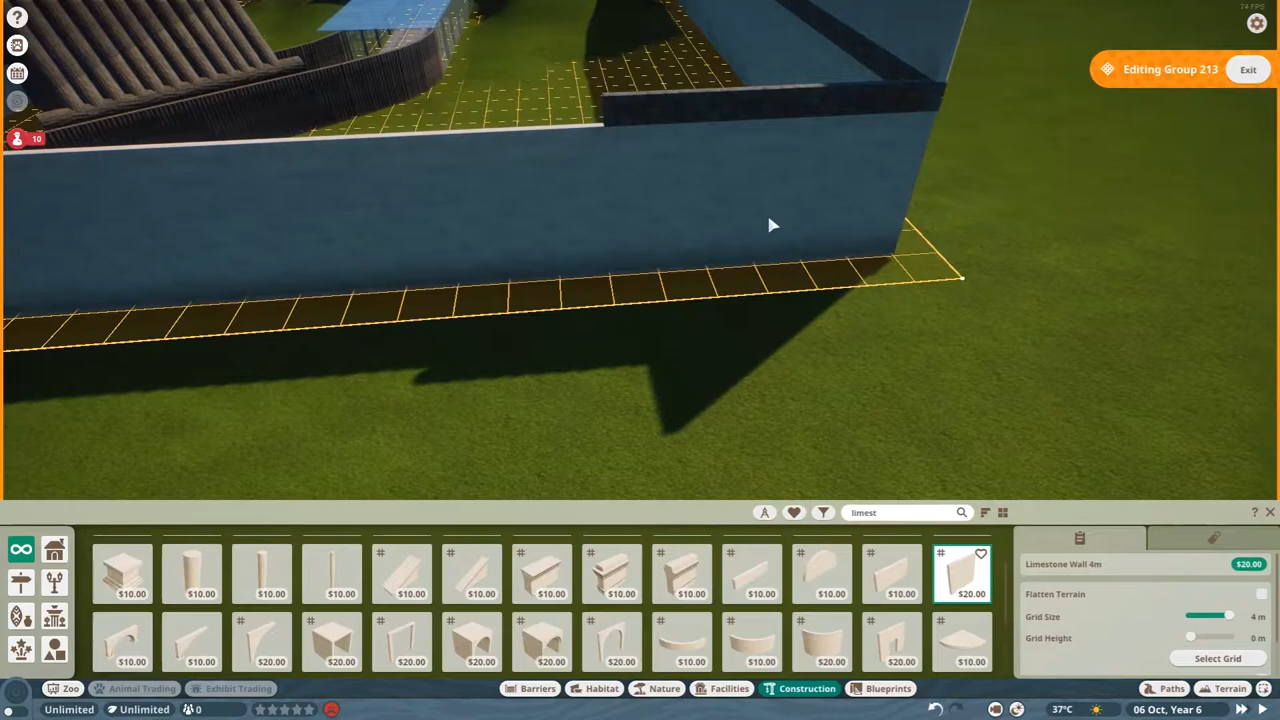 74 FPS
Editing Group 213 Exit
10
limest
$10.00 $10.00 $10.00 $10.00 $10.00 $10.00 $10.00 $10.00 $10.00 $10.00 $10.00 $10.00 $20.00
$10.00 $10.00 $20.00 $20.00 $20.00 $20.00 $20.00 $20.00 $10.00 $10.00 $20.00 $20.00 $10.00
Limestone Wall 4m $20.00
Flatten Terrain
Grid Size 4 m
Grid Height 0 m
Select Grid
Zoo Animal Trading Exhibit Trading Barriers Habitat Nature Facilities Construction Blueprints Paths Terrain
Unlimited Unlimited 0 37°C 06 Oct, Year 6